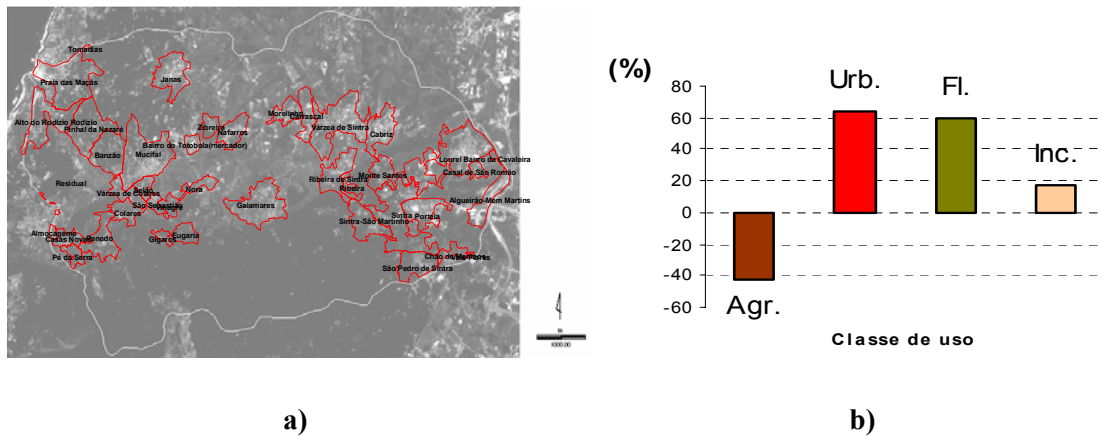 Tomadias
Praia das Maçãs
Janas
Alto do Rodízio Rodízio
Pinhal da Nazaré
Morelinho
Carrascal
Várzea de Sintra
Cabriz
Zibreira
Nafarros
Bairro do Totobola(mercador)
Banzão
Mucifal
Lourel Bairro da Cavaleira
Casal de São Romão
Residual
Várzea de Colares
Nora
Ribeira de Sintra
Ribeira
Monte Santos
São Sebastião
Colares
Galamares
Algueirão-Mem Martins
Sintra Portela
Sintra-São Martinho
Almoçageme
Casas Novas
Penedo
Gigarós
Eugaria
Pé da Serra
Chão de Meninos
São Pedro de Sintra
1000.00
(%)
80
60
40
20
0
-20
-40
-60
Urb.
Fl.
Inc.
Agr.
Classe de uso
a)
b)